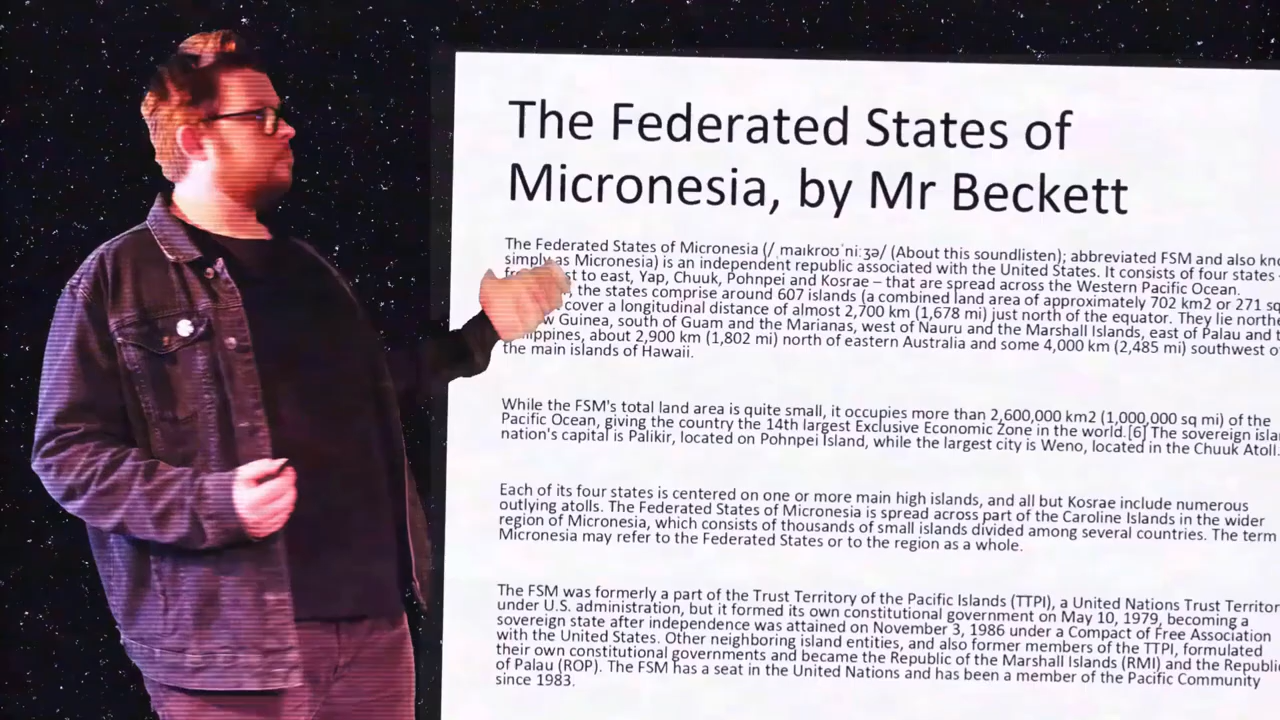 The Federated States of
Micronesia, by Mr Beckett
The Federated States of Micronesia (/ˌmaɪkroʊˈniːʒə/ (About this soundlisten); abbreviated FSM and also kno
simply as Micronesia) is an independent republic associated with the United States. It consists of four states
to east, Yap, Chuuk, Pohnpei and Kosrae – that are spread across the Western Pacific Ocean.
the states comprise around 607 islands (a combined land area of approximately 702 km2 or 271 sq
cover a longitudinal distance of almost 2,700 km (1,678 mi) just north of the equator. They lie northe
Guinea, south of Guam and the Marianas, west of Nauru and the Marshall Islands, east of Palau and t
about 2,900 km (1,802 mi) north of eastern Australia and some 4,000 km (2,485 mi) southwest o
the main islands of Hawaii.
While the FSM's total land area is quite small, it occupies more than 2,600,000 km2 (1,000,000 sq mi) of the
Pacific Ocean, giving the country the 14th largest Exclusive Economic Zone in the world.[6] The sovereign isla
nation's capital is Palikir, located on Pohnpei Island, while the largest city is Weno, located in the Chuuk Atoll.
Each of its four states is centered on one or more main high islands, and all but Kosrae include numerous
outlying atolls. The Federated States of Micronesia is spread across part of the Caroline Islands in the wider
region of Micronesia, which consists of thousands of small islands divided among several countries. The term
Micronesia may refer to the Federated States or to the region as a whole.
The FSM was formerly a part of the Trust Territory of the Pacific Islands (TTPI), a United Nations Trust Territor
under U.S. administration, but it formed its own constitutional government on May 10, 1979, becoming a
sovereign state after independence was attained on November 3, 1986 under a Compact of Free Association
with the United States. Other neighboring island entities, and also former members of the TTPI, formulated
their own constitutional governments and became the Republic of the Marshall Islands (RMI) and the Republi
of Palau (ROP). The FSM has a seat in the United Nations and has been a member of the Pacific Community
since 1983.